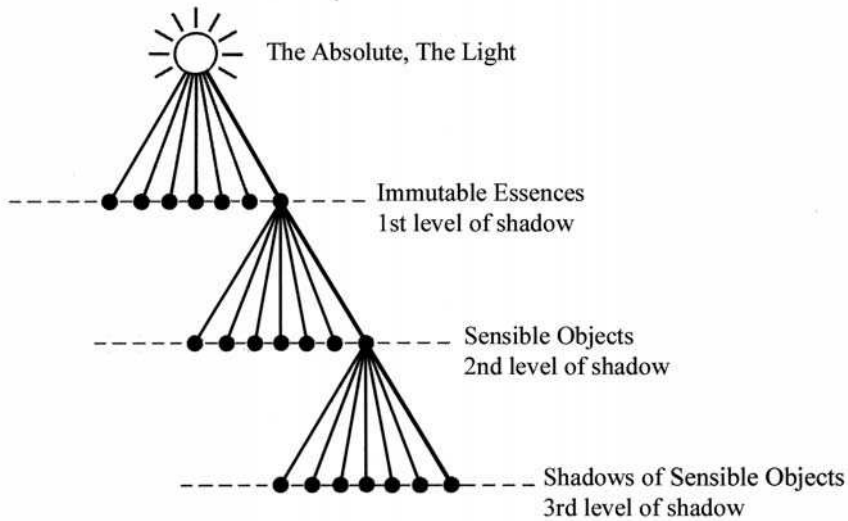 The Absolute, The Light
Immutable Essences
1st level of shadow
Sensible Objects
2nd level of shadow
Shadows of Sensible Objects
3rd level of shadow